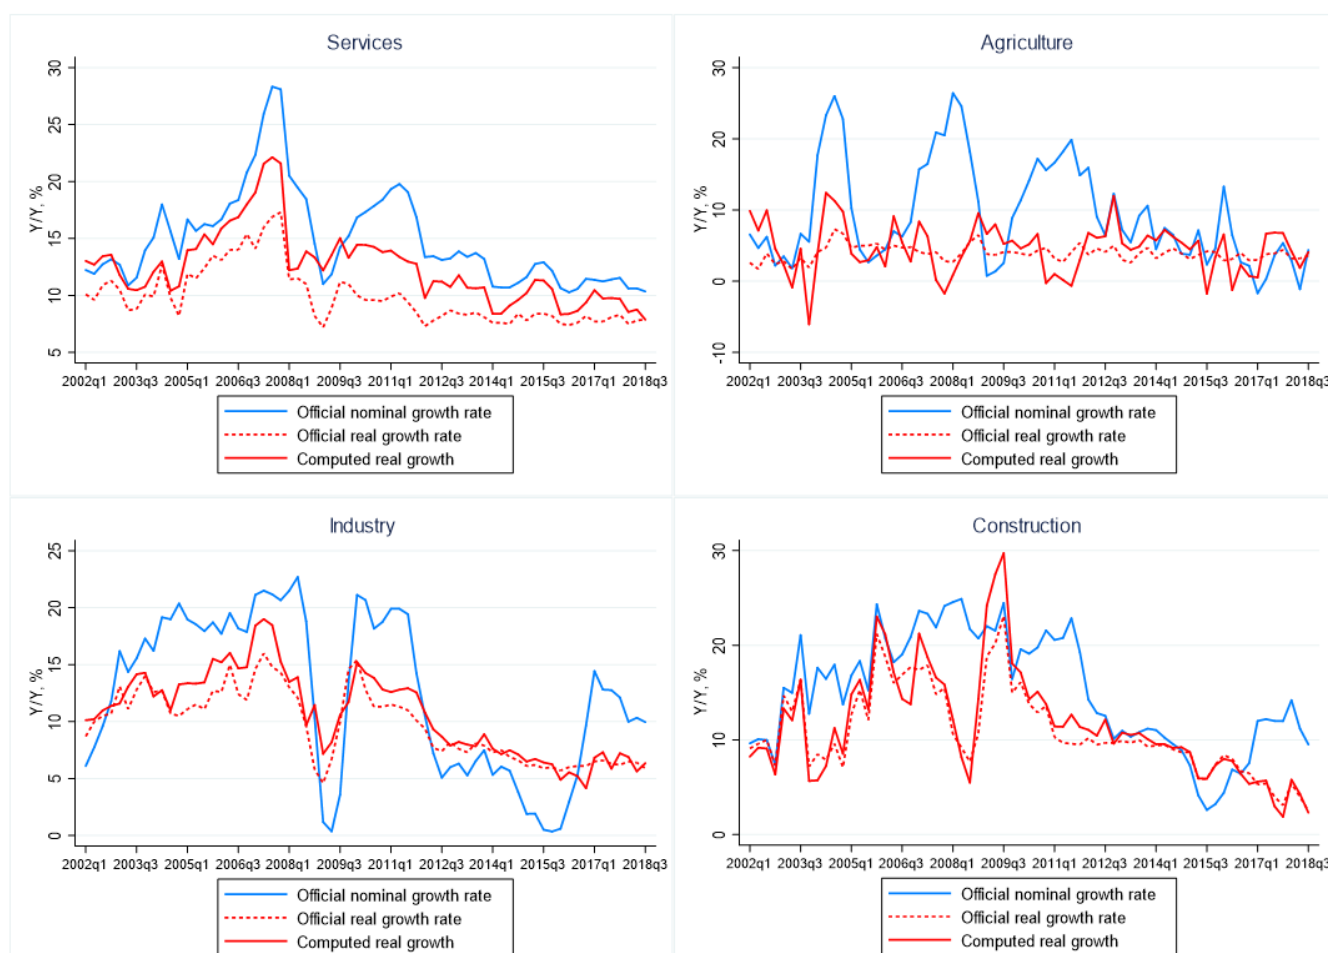 Services
Y/Y, %
30
25
20
15
10
5
2002q1 2003q3 2005q1 2006q3 2008q1 2009q3 2011q1 2012q3 2014q1 2015q3 2017q1 2018q3
Official nominal growth rate
Official real growth rate
Computed real growth
Agriculture
Y/Y, %
30
20
10
0
-10
2002q1 2003q3 2005q1 2006q3 2008q1 2009q3 2011q1 2012q3 2014q1 2015q3 2017q1 2018q3
Official nominal growth rate
Official real growth rate
Computed real growth
Industry
Y/Y, %
25
20
15
10
5
0
2002q1 2003q3 2005q1 2006q3 2008q1 2009q3 2011q1 2012q3 2014q1 2015q3 2017q1 2018q3
Official nominal growth rate
Official real growth rate
Computed real growth
Construction
Y/Y, %
30
20
10
0
2002q1 2003q3 2005q1 2006q3 2008q1 2009q3 2011q1 2012q3 2014q1 2015q3 2017q1 2018q3
Official nominal growth rate
Official real growth rate
Computed real growth